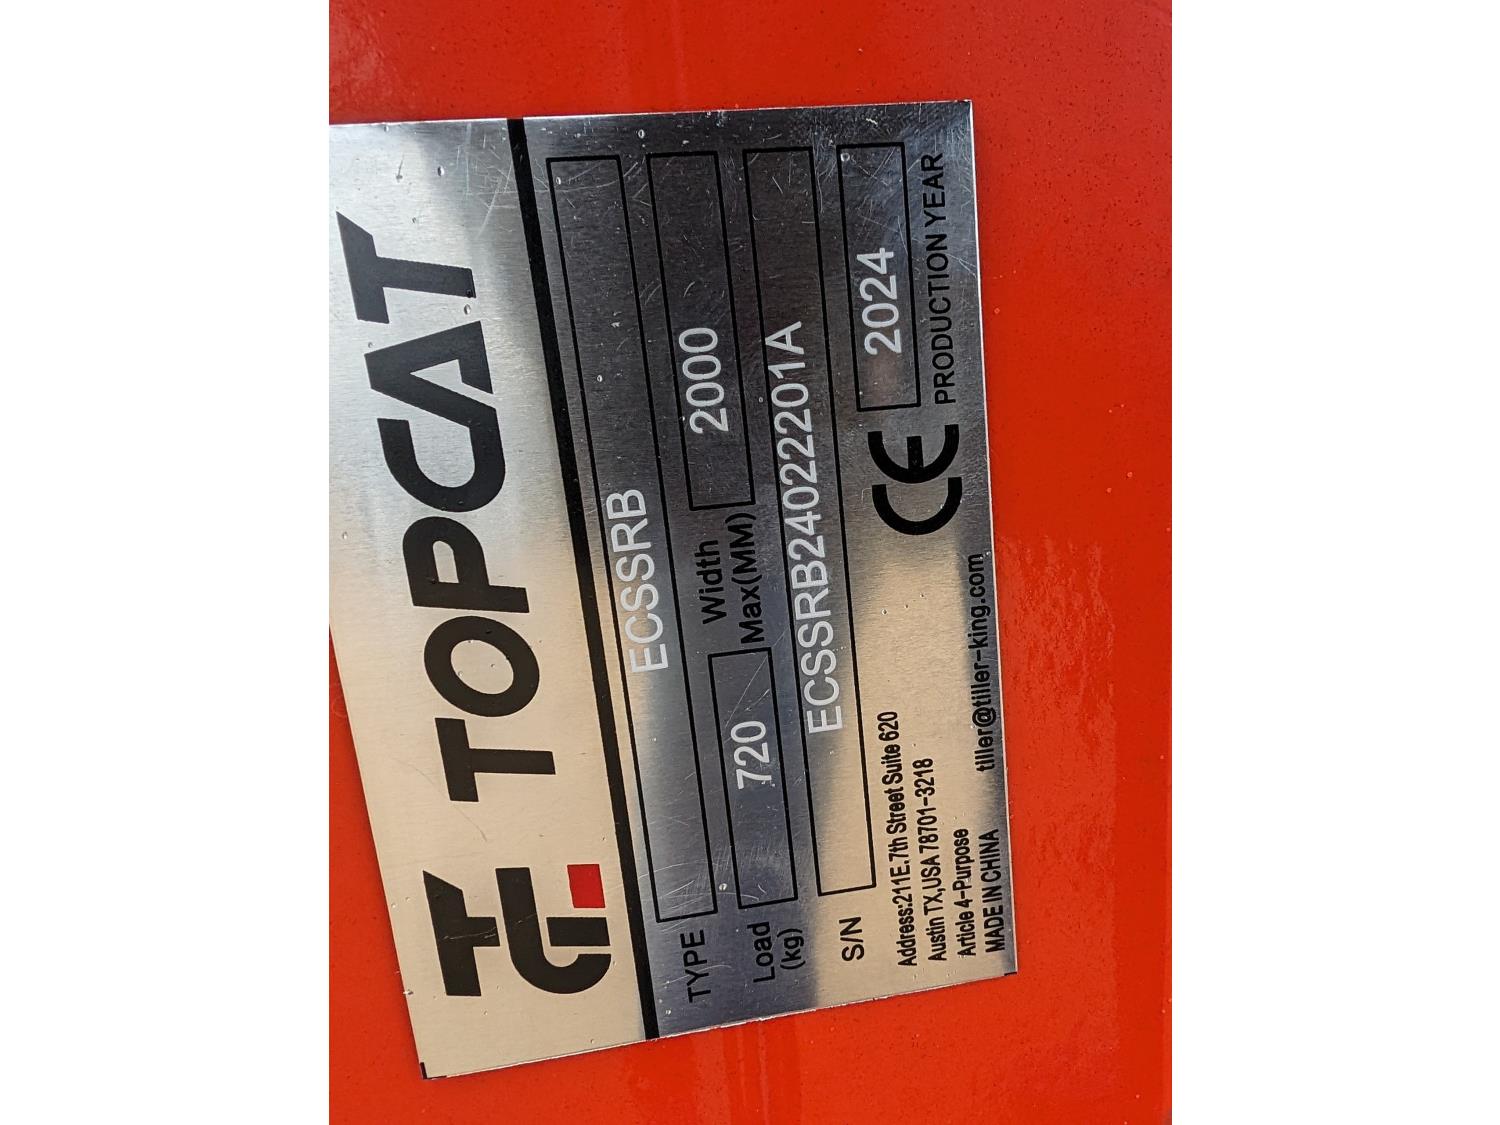 TOPCAT
TYPE ECSSRB
Load (kg) 720 Width Max(MM) 2000
S/N ECSSRB24022201A
Address:211E.7th Street Suite 620
Austin TX,USA 78701-3218
Article 4-Purpose
MADE IN CHINA tiller@tiller-king.com
CE 2024
PRODUCTION YEAR